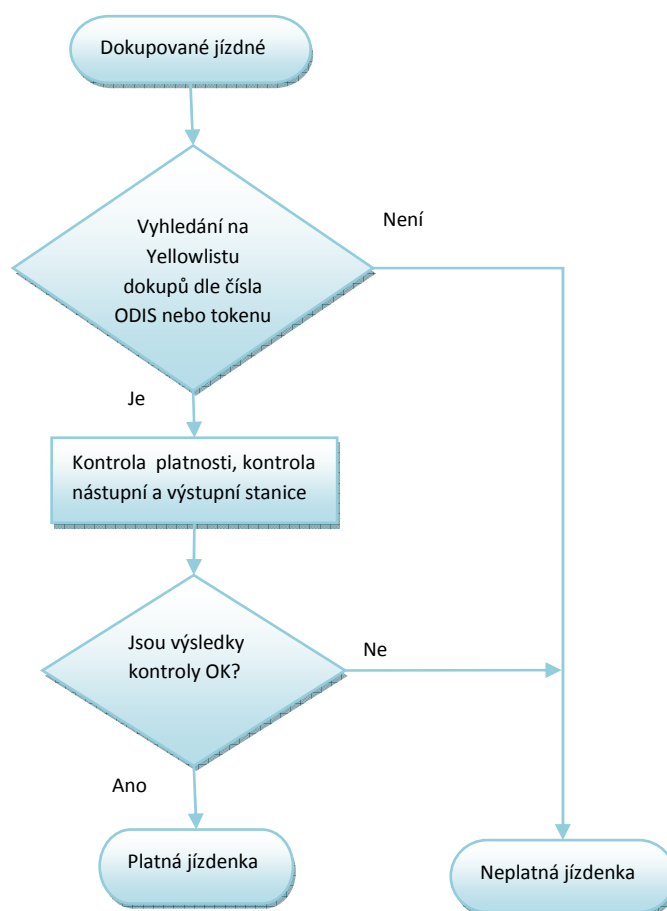 Dokupované jízdné
Vyhledání na
Yellowlistu
dokupů dle čísla
ODIS nebo tokenu
Není
Je
Kontrola platnosti, kontrola
nástupní a výstupní stanice
Jsou výsledky
kontroly OK?
Ne
Ano
Platná jízdenka
Neplatná jízdenka